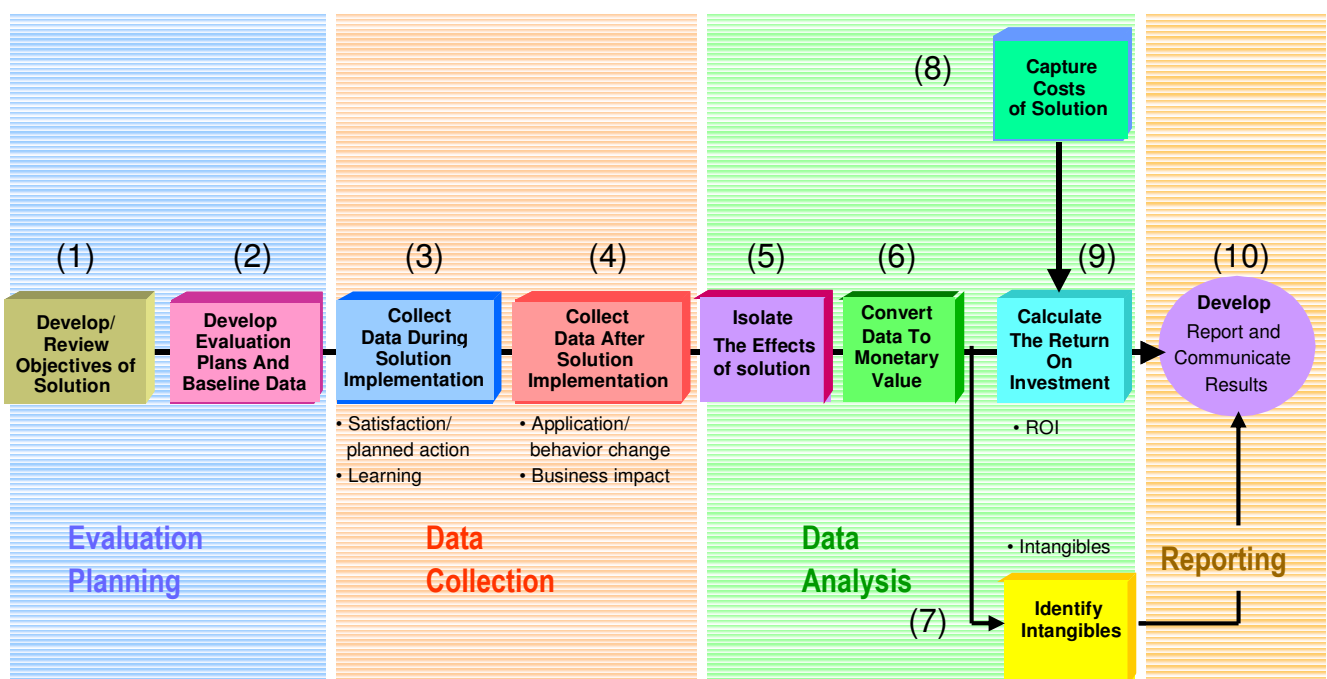 (8)
Capture
Costs
of Solution
(1)
(2)
(3)
(4)
(5)
(6)
(9)
(10)
Develop/
Review
Objectives of
Solution
Develop
Evaluation
Plans And
Baseline Data
Collect
Data During
Solution
Implementation
Collect
Data After
Solution
Implementation
Isolate
The Effects
of solution
Convert
Data To
Monetary
Value
Calculate
The Return
On
Investment
Develop
Report and
Communicate
Results
• Satisfaction/
planned action
• Learning
• Application/
behavior change
• Business impact
• ROI
Evaluation
Planning
Data
Collection
Data
Analysis
• Intangibles
Reporting
(7)
Identify
Intangibles